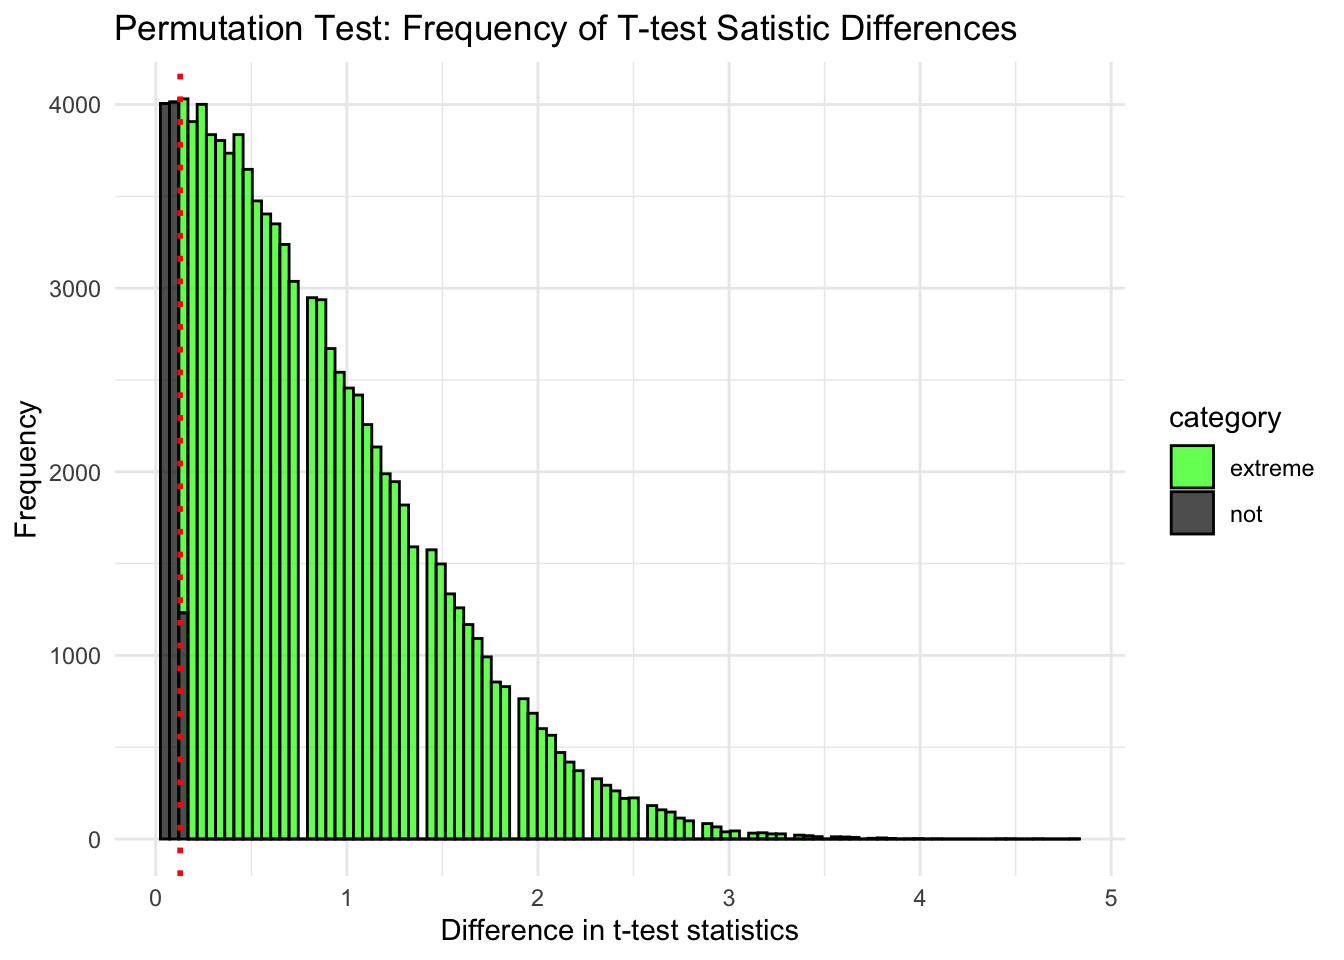 Permutation Test: Frequency of T-test Satistic Differences
4000
3000
2000
1000
0
Frequency
0 1 2 3 4 5
Difference in t-test statistics
category
extreme
not